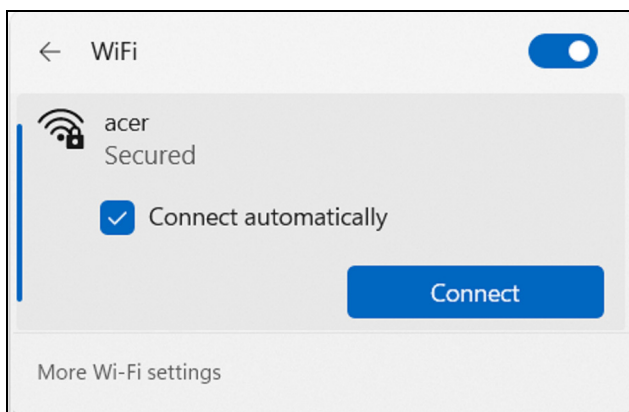 WiFi
acer
Secured
Connect automatically
Connect
More Wi-Fi settings